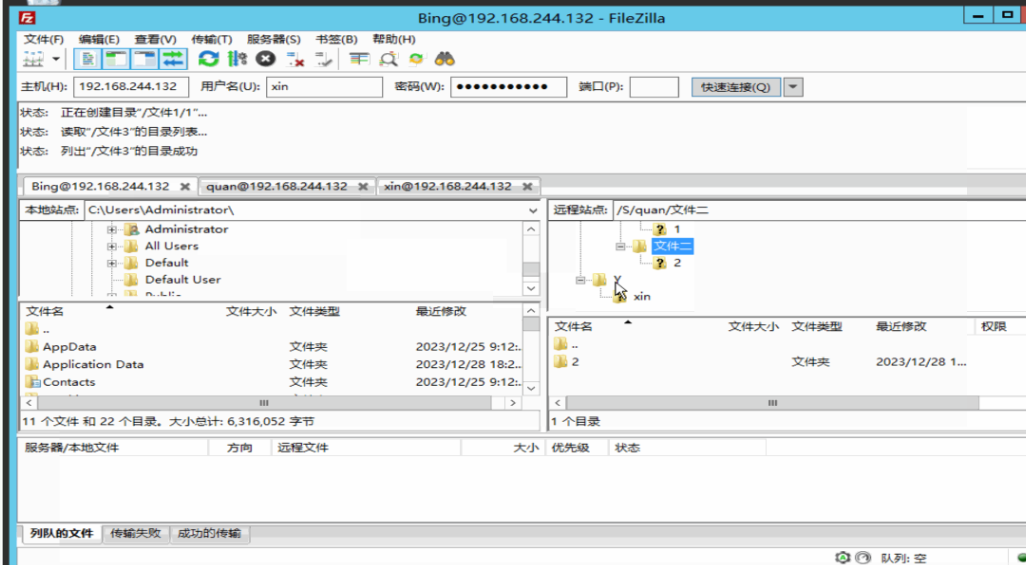 Bing@192.168.244.132 - FileZilla
文件(F) 编辑(E) 查看(V) 传输(T) 服务器(S) 书签(B) 帮助(H)
主机(H): 192.168.244.132 用户名(U): xin 密码(W): ●●●●●●●●●●● 端口(P): 快速连接(Q)
状态: 正在创建目录“/文件1/1”...
状态: 读取“/文件3”的目录列表...
状态: 列出“/文件3”的目录成功
Bing@192.168.244.132 quan@192.168.244.132 xin@192.168.244.132
本地站点: C:\Users\Administrator\
Administrator
All Users
Default
Default User
远程站点: /S/quan/文件二
1
文件二
2
Y
xin
文件名 文件大小 文件类型 最近修改
..
AppData 文件夹 2023/12/25 9:12:..
Application Data 文件夹 2023/12/28 18:2...
Contacts 文件夹 2023/12/25 9:12:..
11 个文件 和 22 个目录。大小总计: 6,316,052 字节
文件名 文件大小 文件类型 最近修改 权限
..
2 文件夹 2023/12/28 1...
1 个目录
服务器/本地文件 方向 远程文件 大小 优先级 状态
列队的文件 传输失败 成功的传输
队列: 空